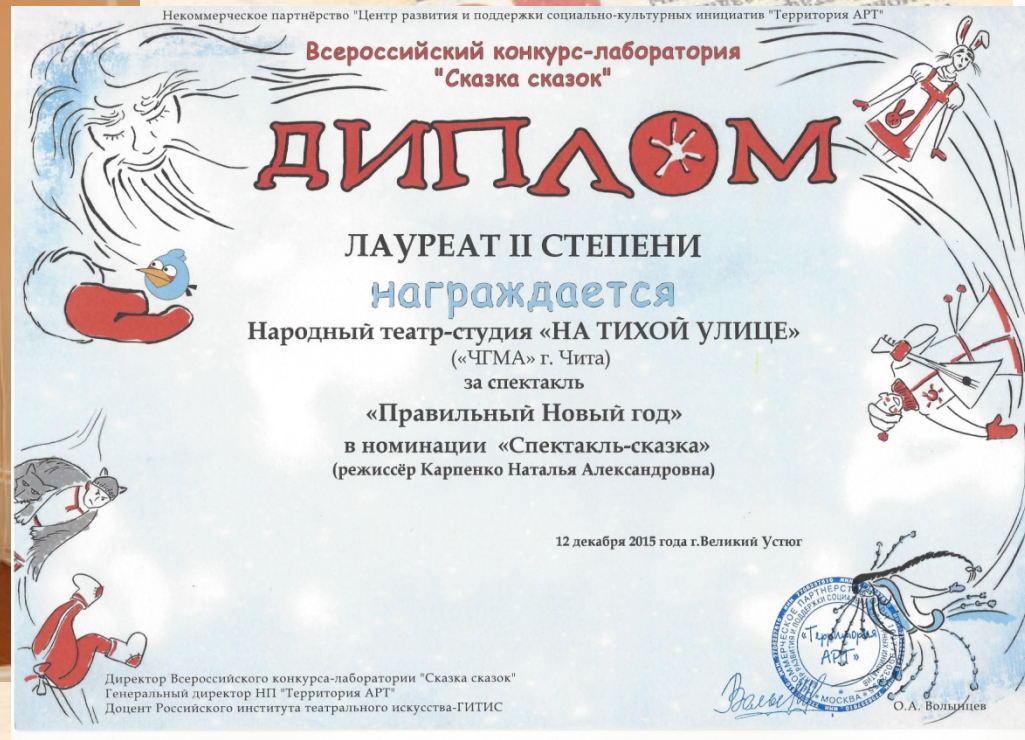 Некоммерческое партнёрство "Центр развития и поддержки социально-культурных инициатив "Территория АРТ"
Всероссийский конкурс-лаборатория
"Сказка сказок"
ДИПЛОМ
ЛАУРЕАТ II СТЕПЕНИ
награждается
Народный театр-студия «НА ТИХОЙ УЛИЦЕ»
(«ЧГМА» г. Чита)
за спектакль
«Правильный Новый год»
в номинации «Спектакль-сказка»
(режиссёр Карпенко Наталья Александровна)
12 декабря 2015 года г.Великий Устюг
«Территория
АРТ»
МОСКВА
Директор Всероссийского конкурса-лаборатории "Сказка сказок"
Генеральный директор НП "Территория АРТ"
Доцент Российского института театрального искусства-ГИТИС
О.А. Волынцев